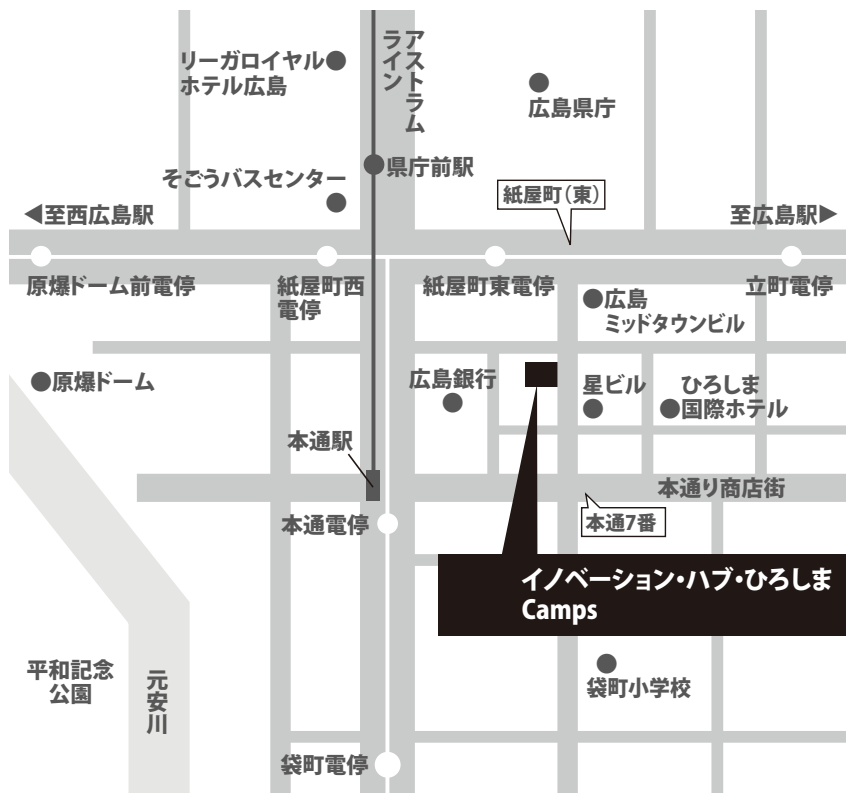 リーガロイヤル
ホテル広島
アストラム
ライン
広島県庁
県庁前駅
そごうバスセンター
紙屋町(東)
◀至西広島駅
至広島駅▶
原爆ドーム前電停
紙屋町西
電停
紙屋町東電停
立町電停
広島
ミッドタウンビル
原爆ドーム
広島銀行
星ビル
ひろしま
国際ホテル
本通駅
本通り商店街
本通電停
本通7番
イノベーション・ハブ・ひろしま
Camps
平和記念
公園
元安川
袋町小学校
袋町電停